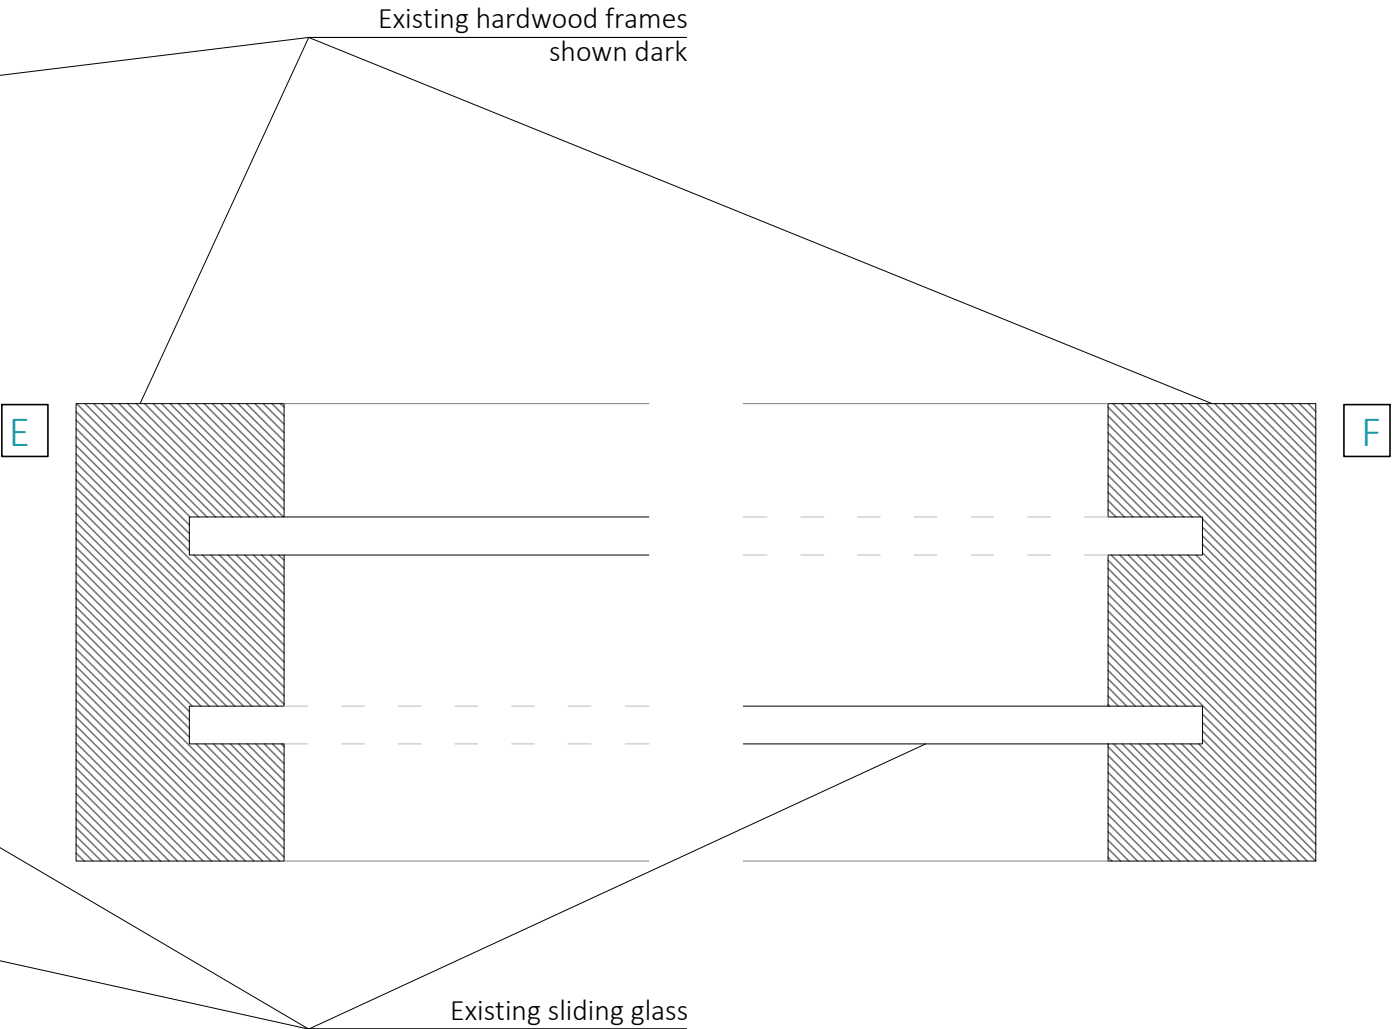 Existing hardwood frames
shown dark
E
F
Existing sliding glass